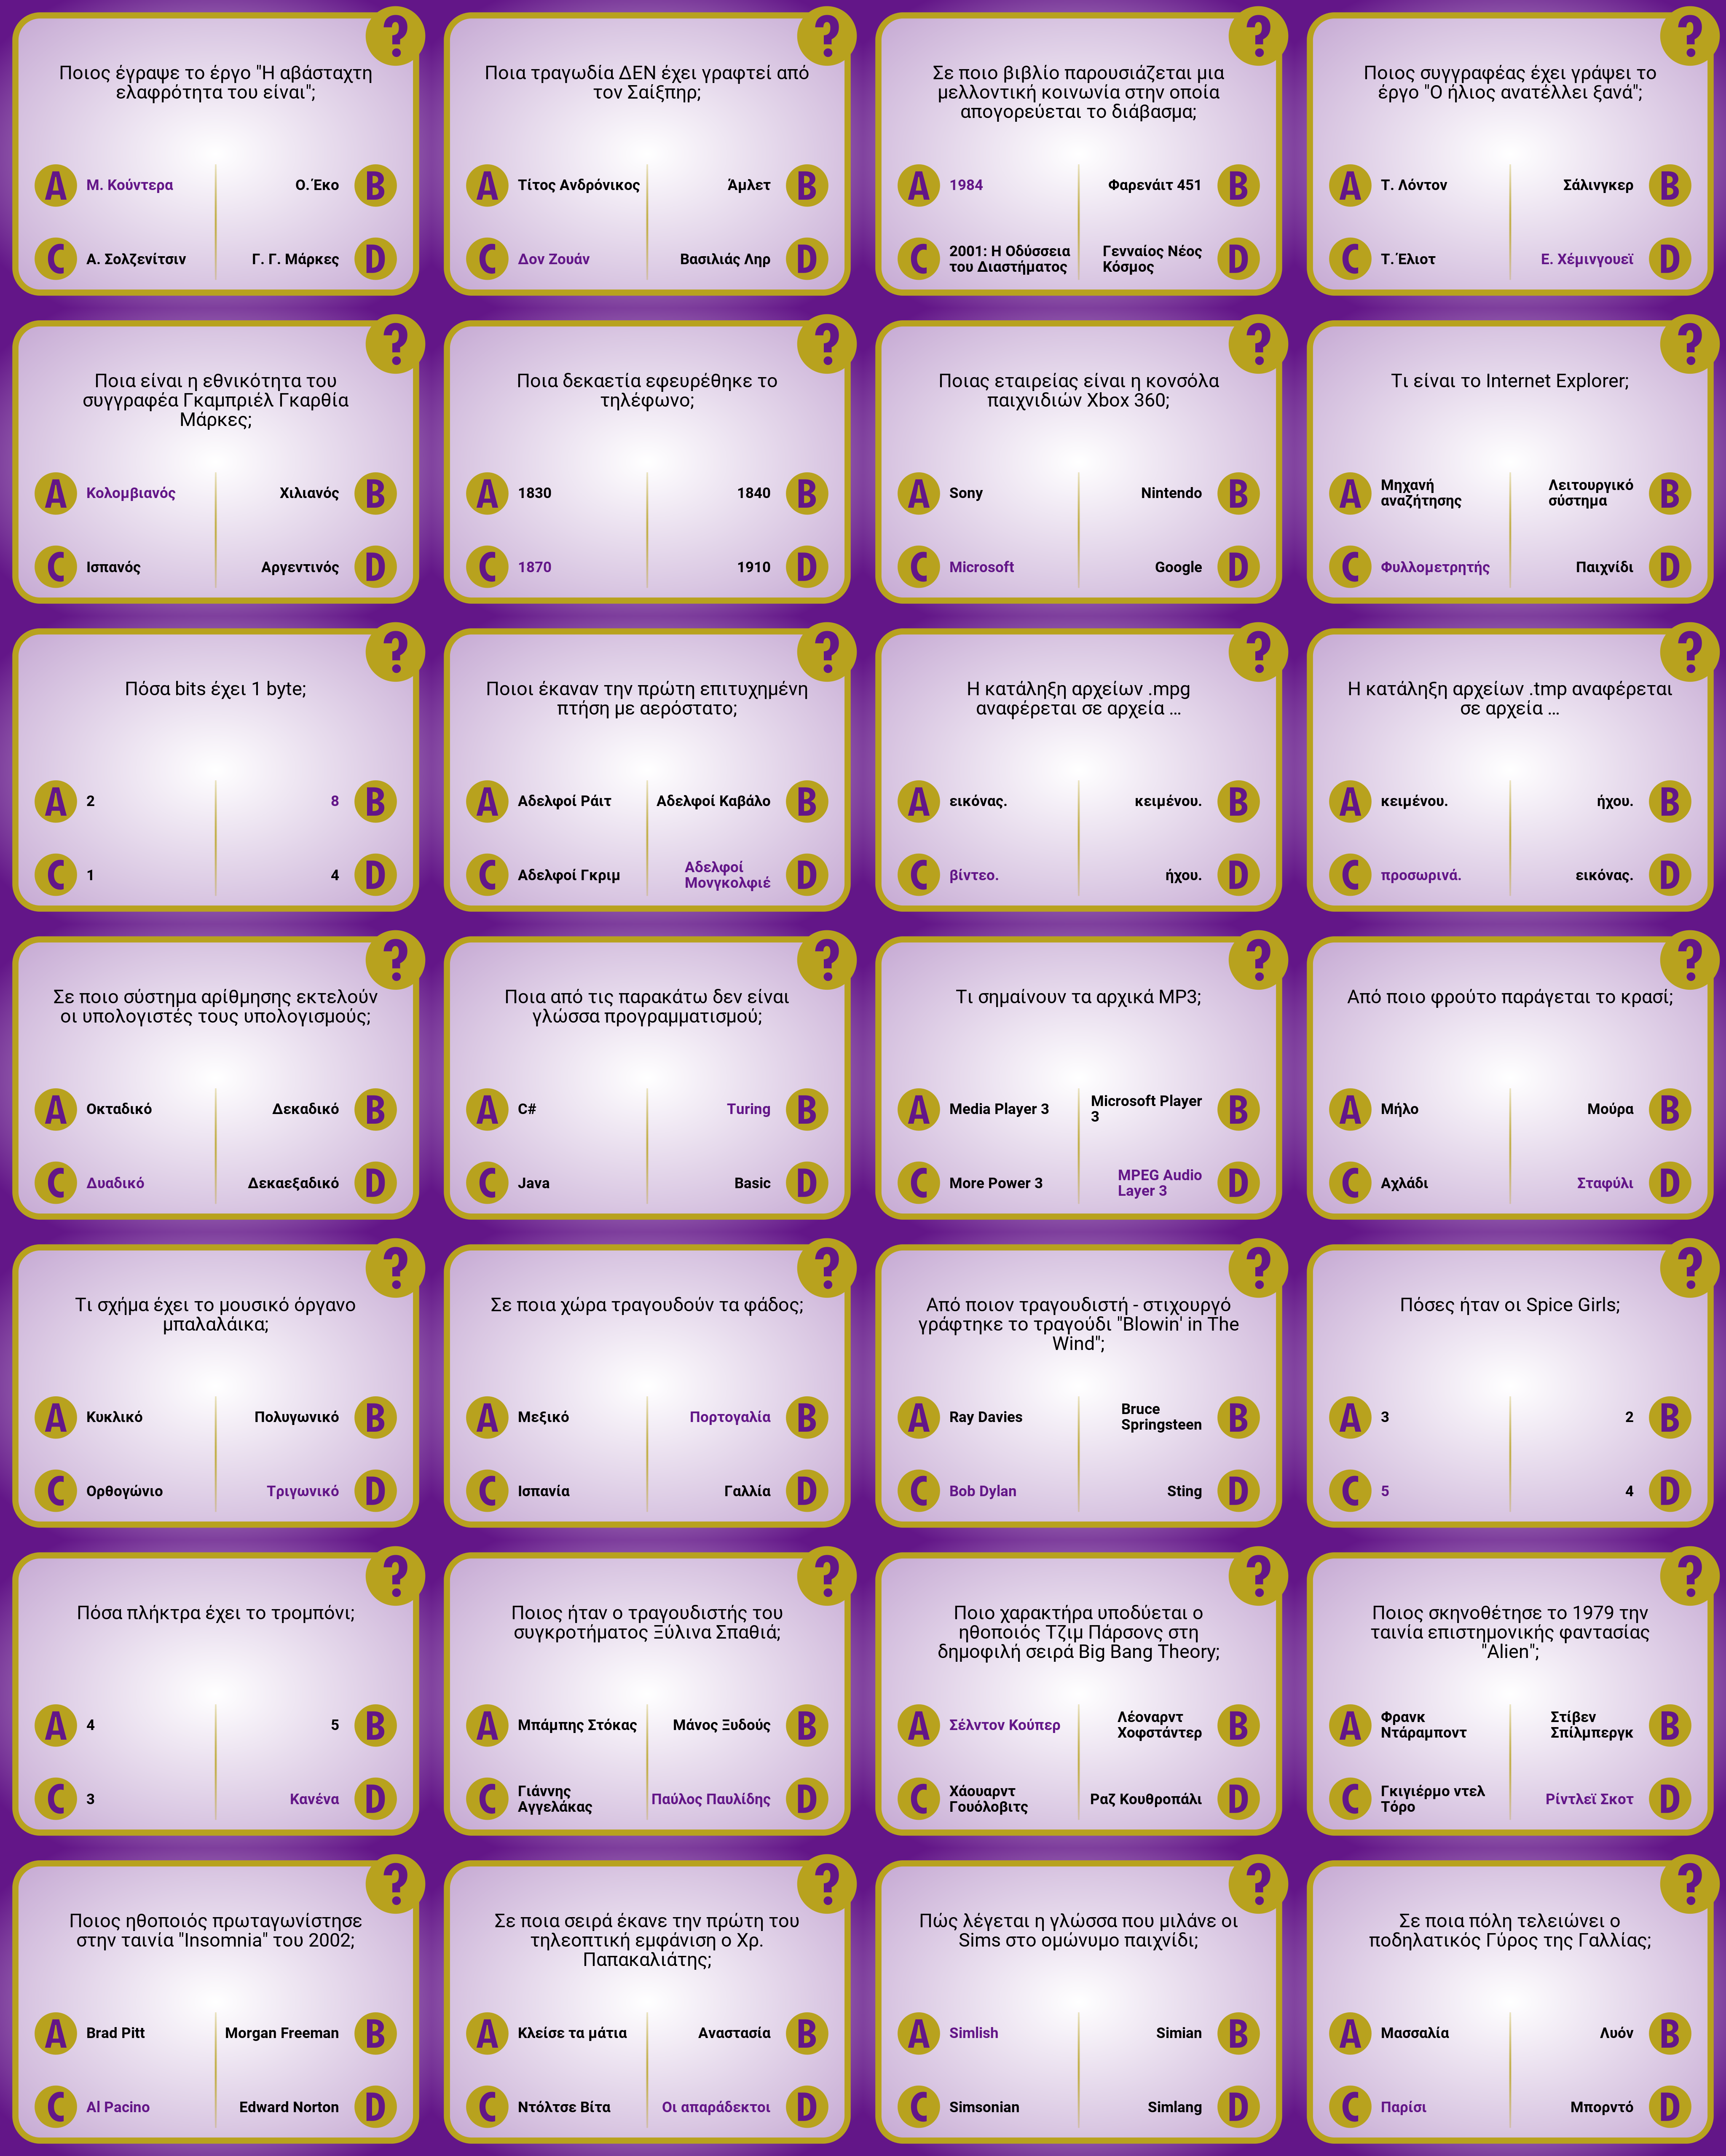 ?
Ποιος έγραψε το έργο "Η αβάσταχτη
ελαφρότητα του είναι";
A Μ. Κούντερα
Ο. Έκο B
C Α. Σολζενίτσιν
Γ. Γ. Μάρκες D
?
Ποια τραγωδία ΔΕΝ έχει γραφτεί από
τον Σαίξπηρ;
A Τίτος Ανδρόνικος
Άμλετ B
C Δον Ζουάν
Βασιλιάς Ληρ D
?
Σε ποιο βιβλίο παρουσιάζεται μια
μελλοντική κοινωνία στην οποία
απογορεύεται το διάβασμα;
A 1984
Φαρενάιτ 451 B
C 2001: Η Οδύσσεια
του Διαστήματος
Γενναίος Νέος
Κόσμος D
?
Ποιος συγγραφέας έχει γράψει το
έργο "Ο ήλιος ανατέλλει ξανά";
A Τ. Λόντον
Σάλινγκερ B
C Τ. Έλιοτ
Ε. Χέμινγουεϊ D
?
Ποια είναι η εθνικότητα του
συγγραφέα Γκαμπριέλ Γκαρθία
Μάρκες;
A Κολομβιανός
Χιλιανός B
C Ισπανός
Αργεντινός D
?
Ποια δεκαετία εφευρέθηκε το
τηλέφωνο;
A 1830
1840 B
C 1870
1910 D
?
Ποιας εταιρείας είναι η κονσόλα
παιχνιδιών Xbox 360;
A Sony
Nintendo B
C Microsoft
Google D
?
Τι είναι το Internet Explorer;
A Μηχανή
αναζήτησης
Λειτουργικό
σύστημα B
C Φυλλομετρητής
Παιχνίδι D
?
Πόσα bits έχει 1 byte;
A 2
8 B
C 1
4 D
?
Ποιοι έκαναν την πρώτη επιτυχημένη
πτήση με αερόστατο;
A Αδελφοί Ράιτ
Αδελφοί Καβάλο B
C Αδελφοί Γκριμ
Αδελφοί
Μονγκολφιέ D
?
Η κατάληξη αρχείων .mpg
αναφέρεται σε αρχεία ...
A εικόνας.
κειμένου. B
C βίντεο.
ήχου. D
?
Η κατάληξη αρχείων .tmp αναφέρεται
σε αρχεία ...
A κειμένου.
ήχου. B
C προσωρινά.
εικόνας. D
?
Σε ποιο σύστημα αρίθμησης εκτελούν
οι υπολογιστές τους υπολογισμούς;
A Οκταδικό
Δεκαδικό B
C Δυαδικό
Δεκαεξαδικό D
?
Ποια από τις παρακάτω δεν είναι
γλώσσα προγραμματισμού;
A C#
Turing B
C Java
Basic D
?
Τι σημαίνουν τα αρχικά MP3;
A Media Player 3
Microsoft Player
3 B
C More Power 3
MPEG Audio
Layer 3 D
?
Από ποιο φρούτο παράγεται το κρασί;
A Μήλο
Μούρα B
C Αχλάδι
Σταφύλι D
?
Τι σχήμα έχει το μουσικό όργανο
μπαλαλάικα;
A Κυκλικό
Πολυγωνικό B
C Ορθογώνιο
Τριγωνικό D
?
Σε ποια χώρα τραγουδούν τα φάδος;
A Μεξικό
Πορτογαλία B
C Ισπανία
Γαλλία D
?
Από ποιον τραγουδιστή - στιχουργό
γράφτηκε το τραγούδι "Blowin' in The
Wind";
A Ray Davies
Bruce
Springsteen B
C Bob Dylan
Sting D
?
Πόσες ήταν οι Spice Girls;
A 3
2 B
C 5
4 D
?
Πόσα πλήκτρα έχει το τρομπόνι;
A 4
5 B
C 3
Κανένα D
?
Ποιος ήταν ο τραγουδιστής του
συγκροτήματος Ξύλινα Σπαθιά;
A Μπάμπης Στόκας
Μάνος Ξυδούς B
C Γιάννης
Αγγελάκας
Παύλος Παυλίδης D
?
Ποιο χαρακτήρα υποδύεται ο
ηθοποιός Τζιμ Πάρσονς στη
δημοφιλή σειρά Big Bang Theory;
A Σέλντον Κούπερ
Λέοναρντ
Χοφστάντερ B
C Χάουαρντ
Γουόλοβιτς
Ραζ Κουθροπάλι D
?
Ποιος σκηνοθέτησε το 1979 την
ταινία επιστημονικής φαντασίας
"Alien";
A Φρανκ
Ντάραμποντ
Στίβεν
Σπίλμπεργκ B
C Γκιγιέρμο ντελ
Τόρο
Ρίντλεϊ Σκοτ D
?
Ποιος ηθοποιός πρωταγωνίστησε
στην ταινία "Insomnia" του 2002;
A Brad Pitt
Morgan Freeman B
C Al Pacino
Edward Norton D
?
Σε ποια σειρά έκανε την πρώτη του
τηλεοπτική εμφάνιση ο Χρ.
Παπακαλιάτης;
A Κλείσε τα μάτια
Αναστασία B
C Ντόλτσε Βίτα
Οι απαράδεκτοι D
?
Πώς λέγεται η γλώσσα που μιλάνε οι
Sims στο ομώνυμο παιχνίδι;
A Simlish
Simian B
C Simsonian
Simlang D
?
Σε ποια πόλη τελειώνει ο
ποδηλατικός Γύρος της Γαλλίας;
A Μασσαλία
Λυόν B
C Παρίσι
Μπορντό D